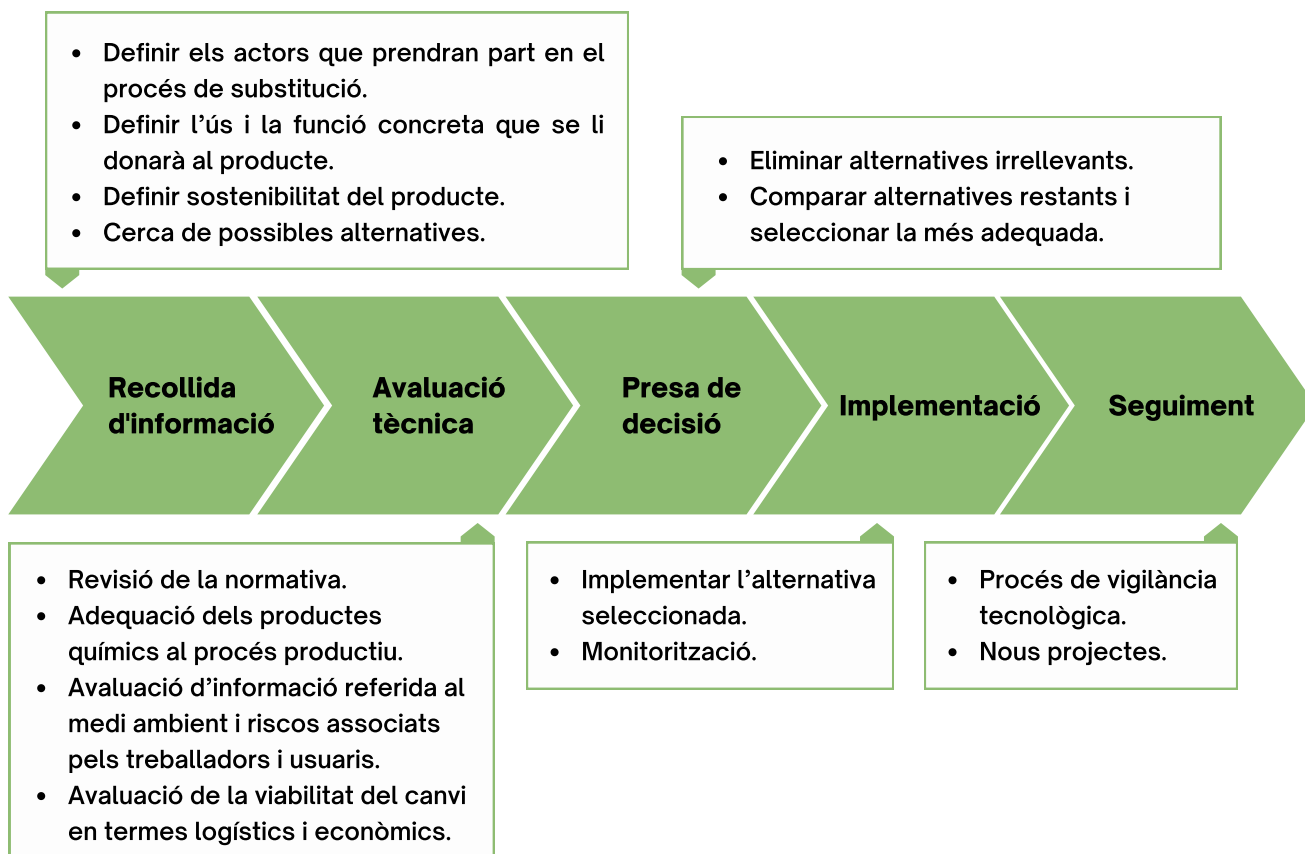 • Definir els actors que prendran part en el
procés de substitució.
• Definir l’ús i la funció concreta que se li
donarà al producte.
• Definir sostenibilitat del producte.
• Cerca de possibles alternatives.
• Eliminar alternatives irrellevants.
• Comparar alternatives restants i
seleccionar la més adequada.
Recollida
d'informació
Avaluació
tècnica
Presa de
decisió
Implementació
Seguiment
• Revisió de la normativa.
• Adequació dels productes
químics al procés productiu.
• Avaluació d’informació referida al
medi ambient i riscos associats
pels treballadors i usuaris.
• Avaluació de la viabilitat del canvi
en termes logístics i econòmics.
• Implementar l’alternativa
seleccionada.
• Monitorització.
• Procés de vigilància
tecnològica.
• Nous projectes.